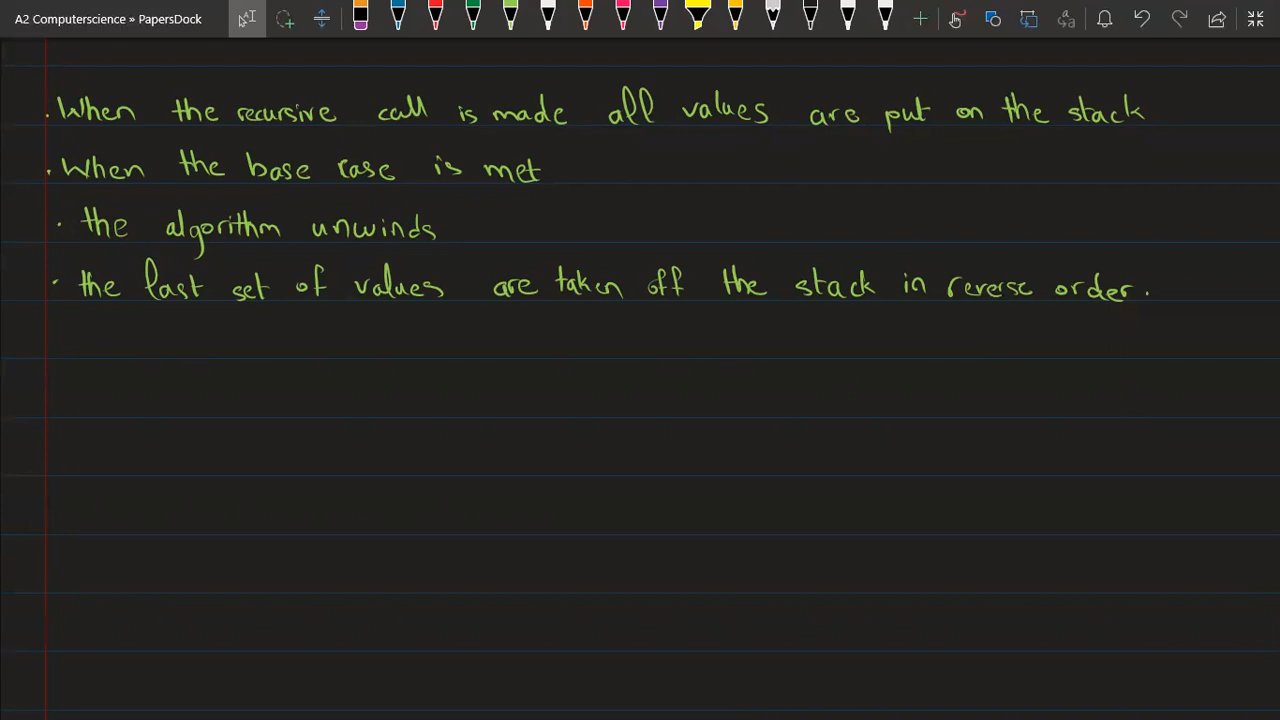 A2 Computerscience » PapersDock
· When the recursive call is made all values are put on the stack
· When the base case is met
· the algorithm unwinds
· the last set of values are taken off the stack in reverse order.